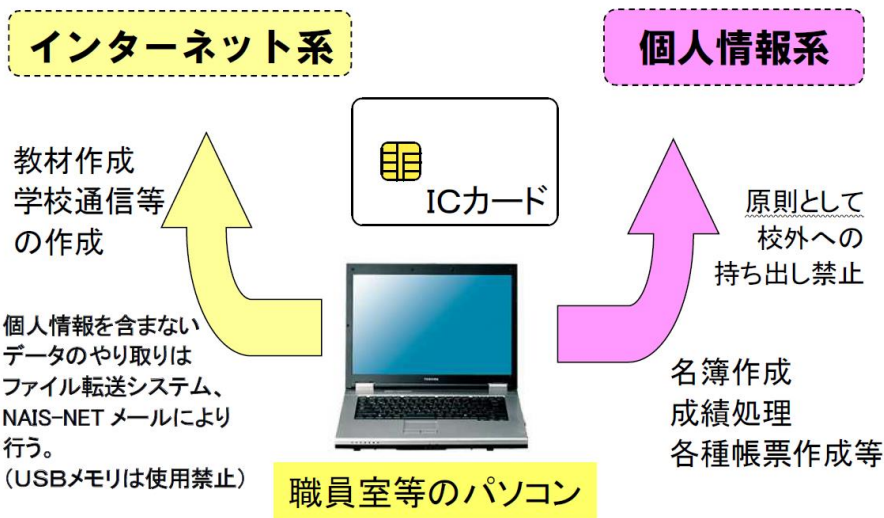 インターネット系
個人情報系
教材作成
学校通信等
の作成
ICカード
原則として
校外への
持ち出し禁止
個人情報を含まない
データのやり取りは
ファイル転送システム、
NAIS-NET メールにより
行う。
(USBメモリは使用禁止)
TOSHIBA
名簿作成
成績処理
各種帳票作成等
職員室等のパソコン